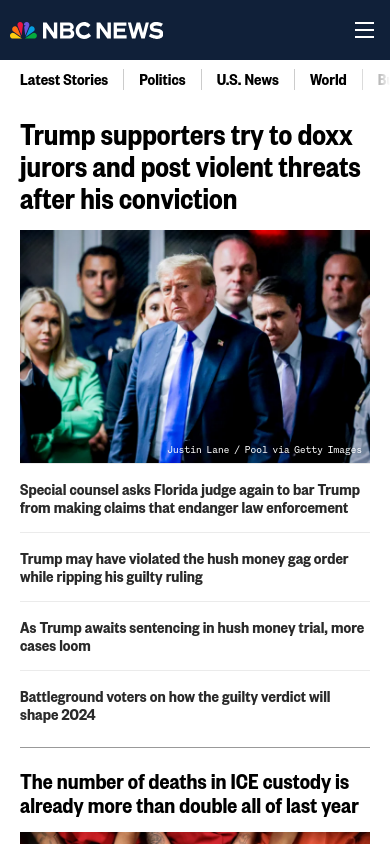 NBC NEWS
Latest Stories
Politics
U.S. News
World
Trump supporters try to doxx
jurors and post violent threats
after his conviction
Justin Lane / Pool via Getty Images
Special counsel asks Florida judge again to bar Trump
from making claims that endanger law enforcement
Trump may have violated the hush money gag order
while ripping his guilty ruling
As Trump awaits sentencing in hush money trial, more
cases loom
Battleground voters on how the guilty verdict will
shape 2024
The number of deaths in ICE custody is
already more than double all of last year